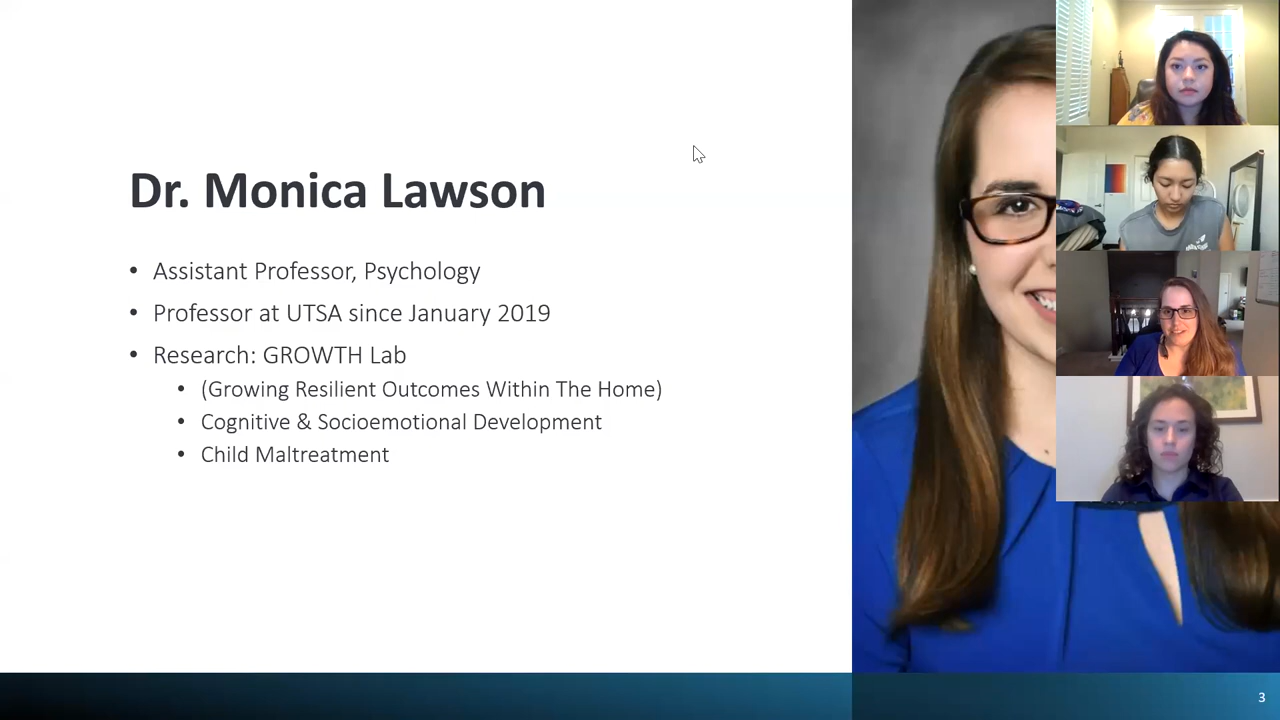 Dr. Monica Lawson
• Assistant Professor, Psychology
• Professor at UTSA since January 2019
• Research: GROWTH Lab
• (Growing Resilient Outcomes Within The Home)
• Cognitive & Socioemotional Development
• Child Maltreatment
3